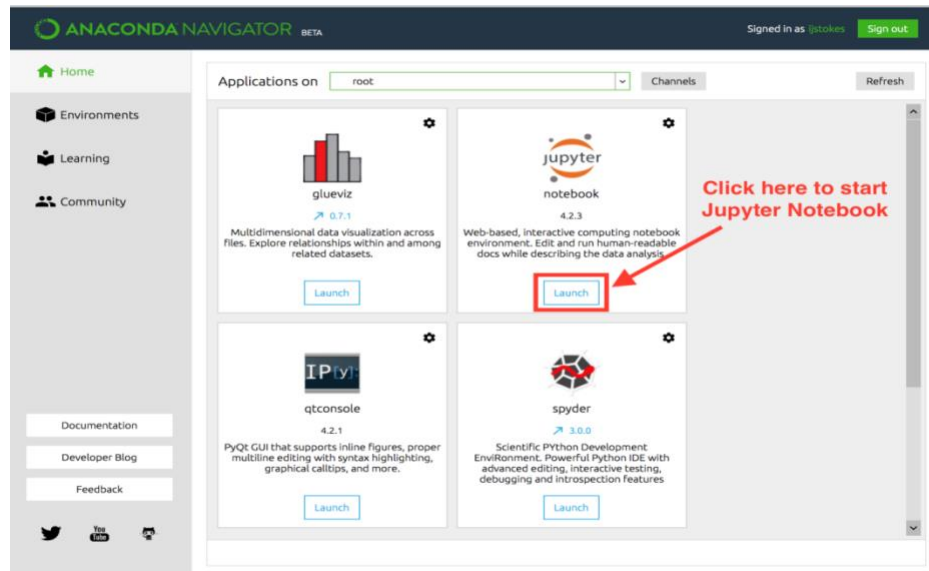 ANACONDA NAVIGATOR BETA
Signed in as ijstokes
Sign out
Home
Environments
Learning
Community
Documentation
Developer Blog
Feedback
You
Tube
Applications on
root
Channels
Refresh
glueviz
0.7.1
Multidimensional data visualization across
files. Explore relationships within and among
related datasets.
Launch
jupyter
notebook
4.2.3
Web-based, interactive computing notebook
environment. Edit and run human-readable
docs while describing the data analysis.
Launch
Click here to start
Jupyter Notebook
IP[y]:
qtconsole
4.2.1
PyQt GUI that supports inline figures, proper
multiline editing with syntax highlighting,
graphical calltips, and more.
Launch
spyder
3.0.0
Scientific PYthon Development
EnviRonment. Powerful Python IDE with
advanced editing, interactive testing,
debugging and introspection features
Launch